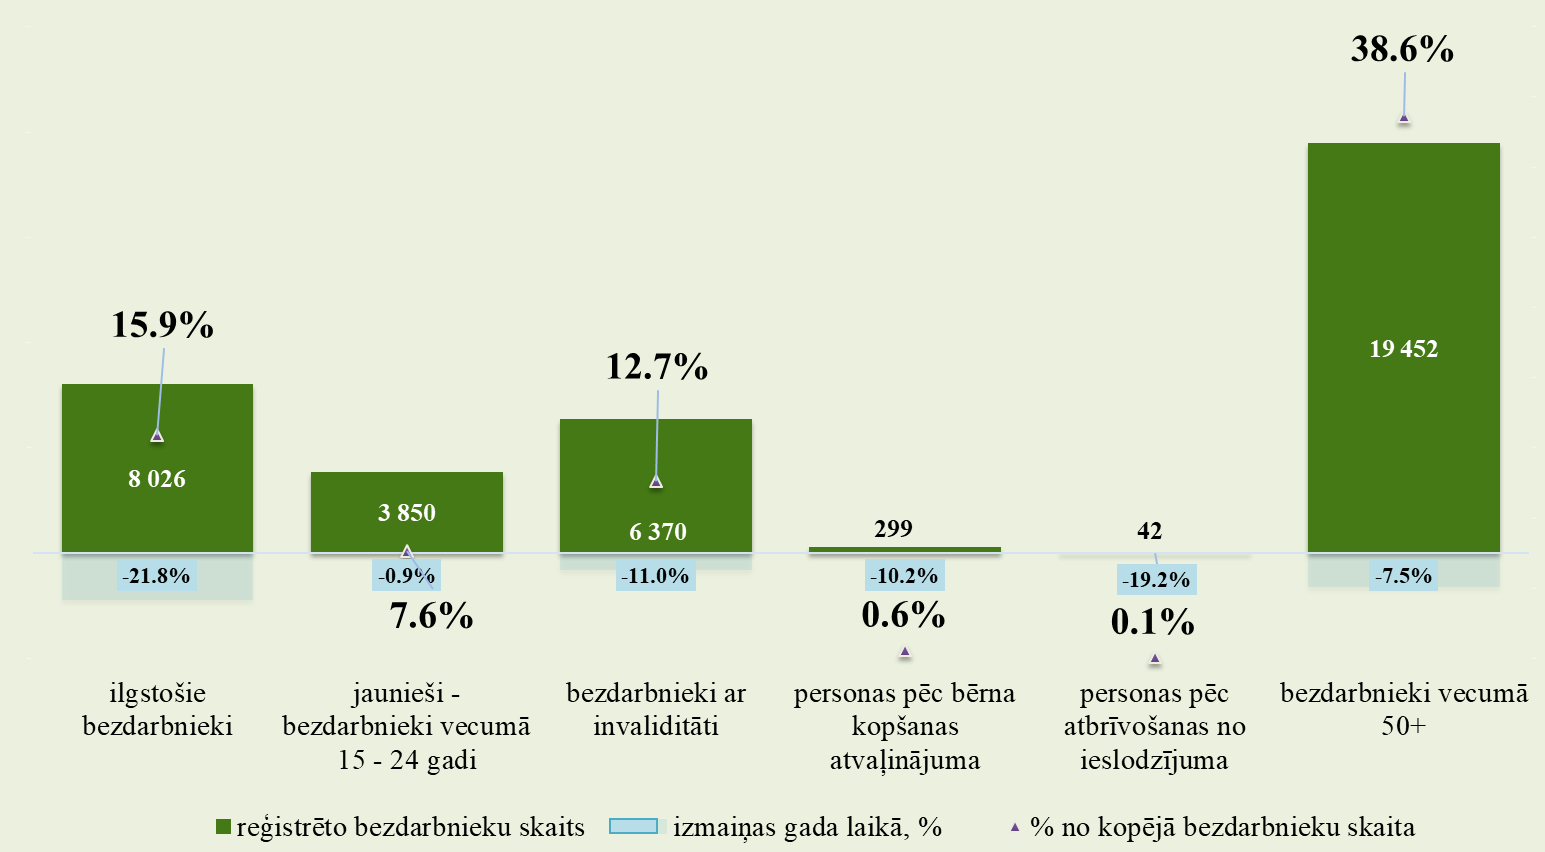 38.6%
15.9%
12.7%
19 452
8 026
3 850
6 370
299
42
-21.8%
-0.9%
-11.0%
-10.2%
-19.2%
-7.5%
7.6%
0.6%
0.1%
ilgstošie
bezdarbnieki
jaunieši -
bezdarbnieki vecumā
15 - 24 gadi
bezdarbnieki ar
invaliditāti
personas pēc bērna
kopšanas
atvaļinājuma
personas pēc
atbrīvošanas no
ieslodzījuma
bezdarbnieki vecumā
50+
reģistrēto bezdarbnieku skaits
izmaiņas gada laikā, %
% no kopējā bezdarbnieku skaita